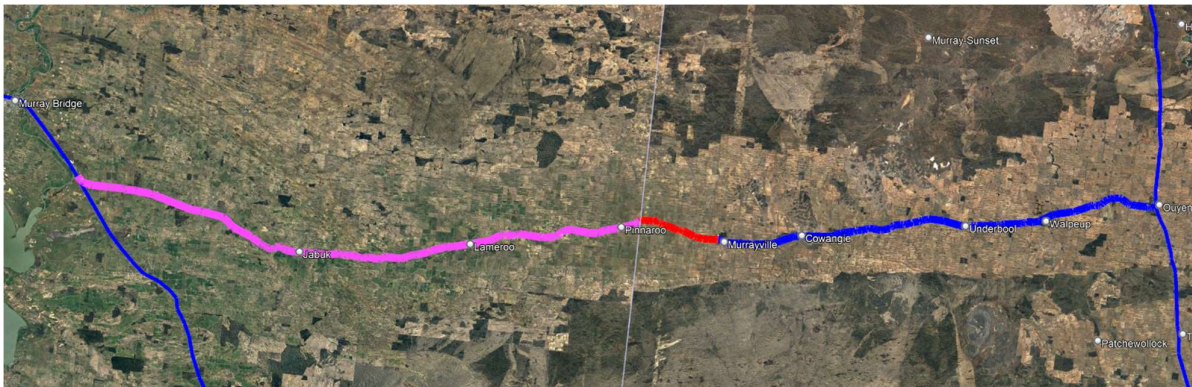 Murray-Sunset
Murray Bridge
Ouyen
Walpeup
Underbool
Pinnaroo
Cowangie
Murrayville
Lameroo
Jabuk
Patchewollock